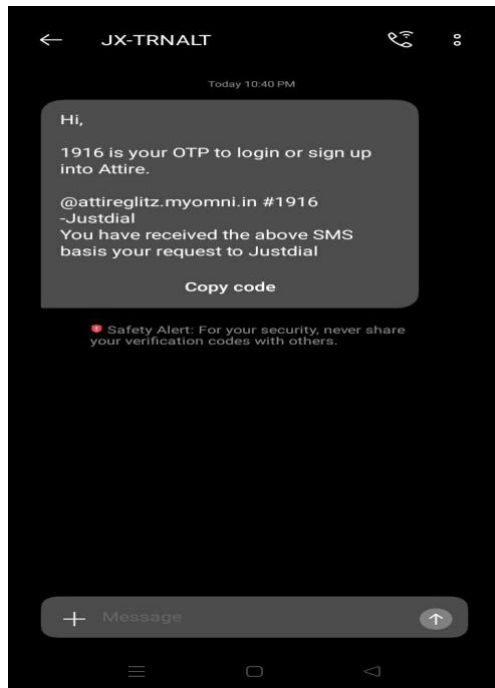 JX-TRNALT
Today 10:40 PM
Hi,
1916 is your OTP to login or sign up
into Attire.
@attireglitz.myomni.in #1916
-Justdial
You have received the above SMS
basis your request to Justdial
Copy code
Safety Alert: For your security, never share
your verification codes with others.
Message